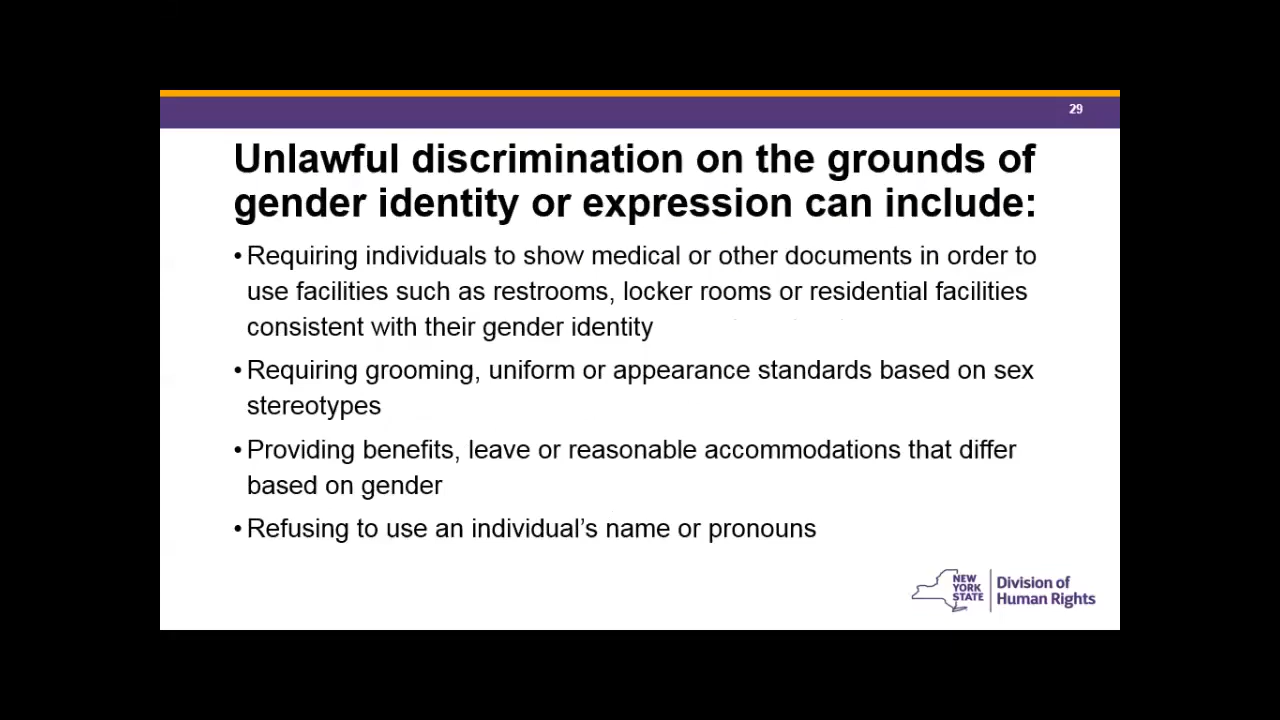 29
Unlawful discrimination on the grounds of
gender identity or expression can include:
•Requiring individuals to show medical or other documents in order to
use facilities such as restrooms, locker rooms or residential facilities
consistent with their gender identity
•Requiring grooming, uniform or appearance standards based on sex
stereotypes
•Providing benefits, leave or reasonable accommodations that differ
based on gender
•Refusing to use an individual’s name or pronouns
NEW
YORK
STATE
Division of
Human Rights